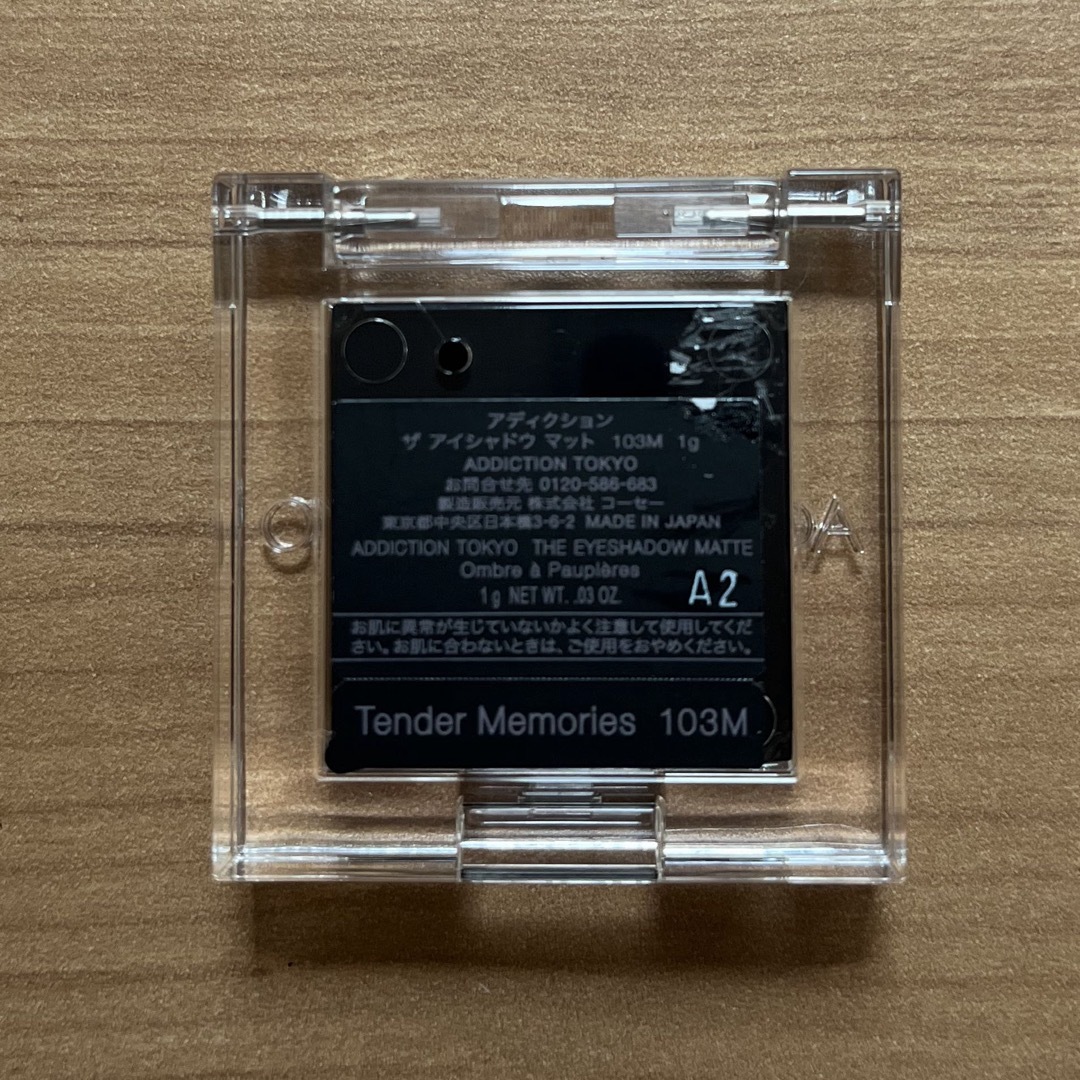 アディクション
ザ アイシャドウ マット 103M 1g
ADDICTION TOKYO
お問合せ先 0120-586-683
製造販売元 株式会社 コーセー
東京都中央区日本橋3-6-2 MADE IN JAPAN
ADDICTION TOKYO THE EYESHADOW MATTE
Ombre à Paupières
1g NET WT. .03 OZ.
A2
お肌に異常が生じていないかよく注意して使用してくだ
さい。お肌に合わないときは、ご使用をおやめください。
Tender Memories 103M